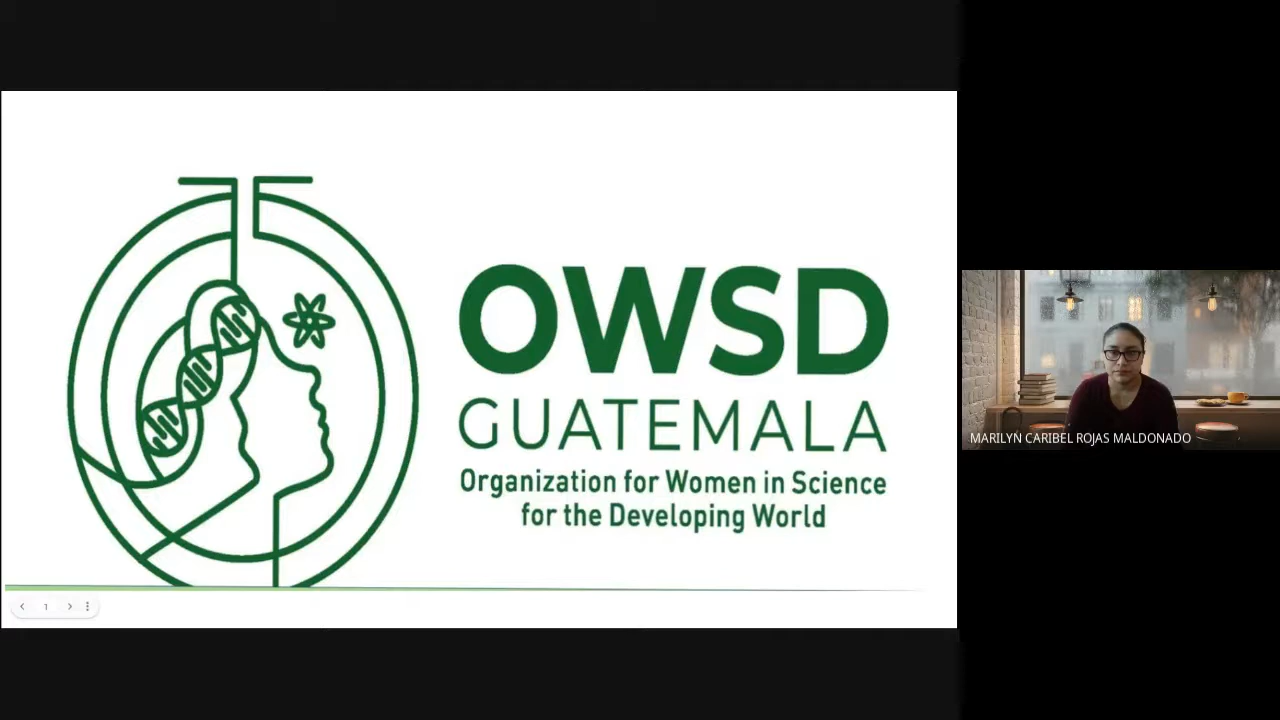 OWSD
GUATEMALA
Organization for Women in Science
for the Developing World
1
MARILYN CARIBEL ROJAS MALDONADO